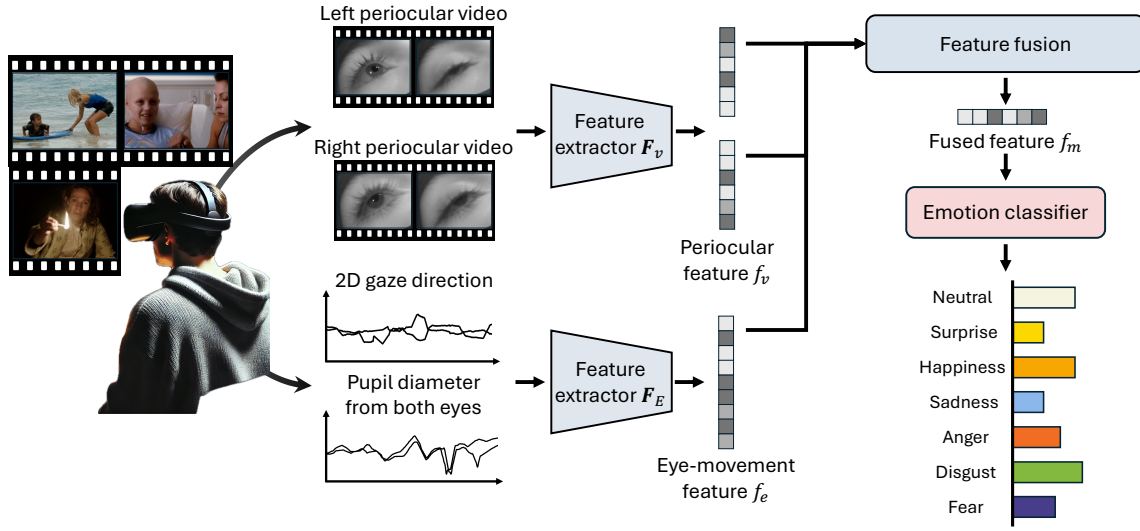 Left periocular video
Right periocular video
2D gaze direction
Pupil diameter
from both eyes
Feature
extractor F_v
Feature
extractor F_E
Periocular
feature f_v
Eye-movement
feature f_e
Feature fusion
Fused feature f_m
Emotion classifier
Neutral
Surprise
Happiness
Sadness
Anger
Disgust
Fear